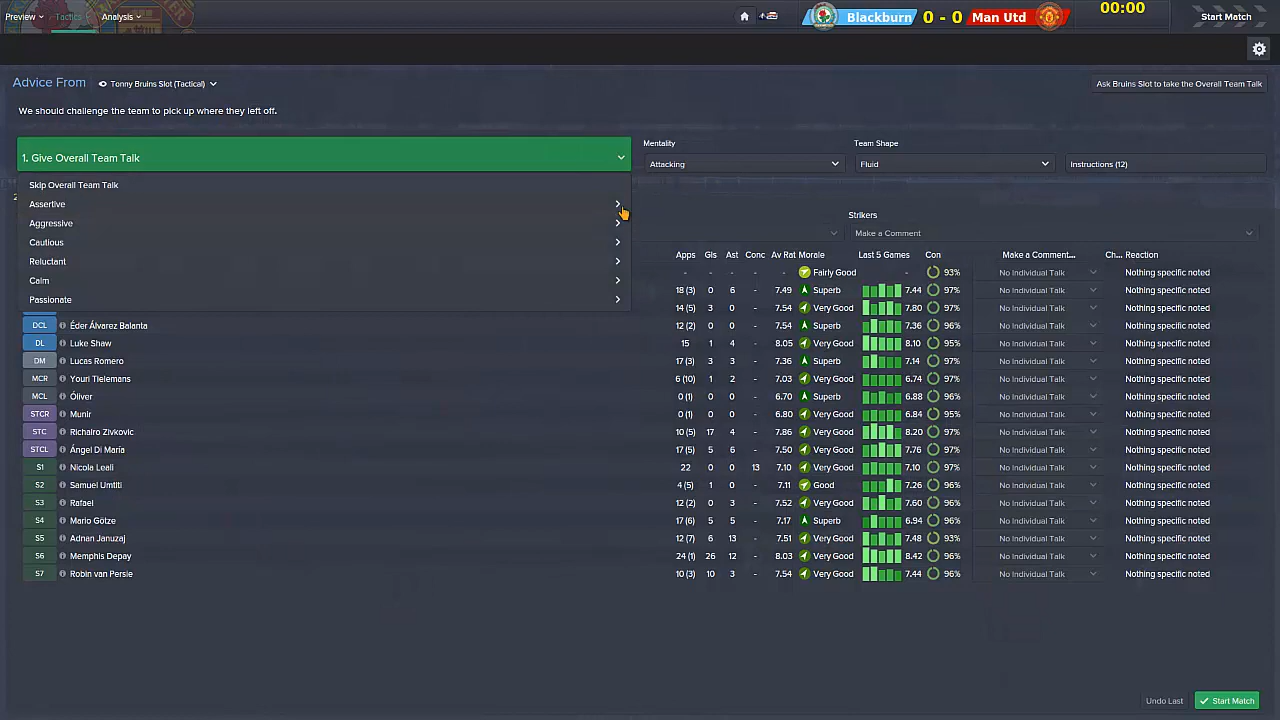 Preview Tactics Analysis Blackburn 0 - 0 Man Utd 00:00 Start Match
Advice From Tonny Bruins Slot (Tactical) Ask Bruins Slot to take the Overall Team Talk
We should challenge the team to pick up where they left off.
Mentality Team Shape
1. Give Overall Team Talk Attacking Fluid Instructions (12)
Skip Overall Team Talk
Assertive
Strikers
Aggressive
Make a Comment
Cautious
Apps Gls Ast Conc Av Rat Morale Last 5 Games Con Make a Comment... Ch... Reaction
Reluctant
- - - - - Fairly Good - 93% No Individual Talk Nothing specific noted
Calm
18 (3) 0 6 - 7.49 Superb 7.44 97% No Individual Talk Nothing specific noted
Passionate
14 (5) 3 0 - 7.54 Very Good 7.80 97% No Individual Talk Nothing specific noted
DCL Éder Álvarez Balanta 12 (2) 0 0 - 7.54 Superb 7.36 96% No Individual Talk Nothing specific noted
DL Luke Shaw 15 1 4 - 8.05 Very Good 8.10 95% No Individual Talk Nothing specific noted
DM Lucas Romero 17 (3) 3 3 - 7.36 Superb 7.14 97% No Individual Talk Nothing specific noted
MCR Youri Tielemans 6 (10) 1 2 - 7.03 Very Good 6.74 97% No Individual Talk Nothing specific noted
MCL Óliver 0 (1) 0 0 - 6.70 Superb 6.88 96% No Individual Talk Nothing specific noted
STCR Munir 0 (1) 0 0 - 6.80 Very Good 6.84 95% No Individual Talk Nothing specific noted
STC Richairo Zivkovic 10 (5) 17 4 - 7.86 Very Good 8.20 97% No Individual Talk Nothing specific noted
STCL Ángel Di María 17 (5) 5 6 - 7.50 Very Good 7.76 97% No Individual Talk Nothing specific noted
S1 Nicola Leali 22 0 0 13 7.10 Very Good 7.10 97% No Individual Talk Nothing specific noted
S2 Samuel Umtiti 4 (5) 1 0 - 7.11 Good 7.26 96% No Individual Talk Nothing specific noted
S3 Rafael 12 (2) 0 3 - 7.52 Very Good 7.60 96% No Individual Talk Nothing specific noted
S4 Mario Götze 17 (6) 5 5 - 7.17 Superb 6.94 96% No Individual Talk Nothing specific noted
S5 Adnan Januzaj 12 (7) 6 13 - 7.51 Very Good 7.48 93% No Individual Talk Nothing specific noted
S6 Memphis Depay 24 (1) 26 12 - 8.03 Very Good 8.42 96% No Individual Talk Nothing specific noted
S7 Robin van Persie 10 (3) 10 3 - 7.54 Very Good 7.44 96% No Individual Talk Nothing specific noted
Undo Last Start Match